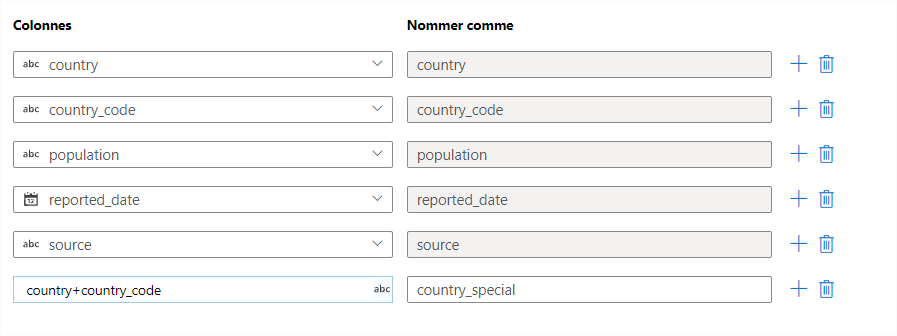 Colonnes Nommer comme
abc country country
abc country_code country_code
abc population population
12 reported_date reported_date
abc source source
country+country_code abc country_special